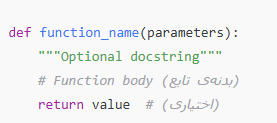 def function_name(parameters):
    """Optional docstring"""
    # Function body (بدنه‌ی تابع)
    return value  # (اختیاری)